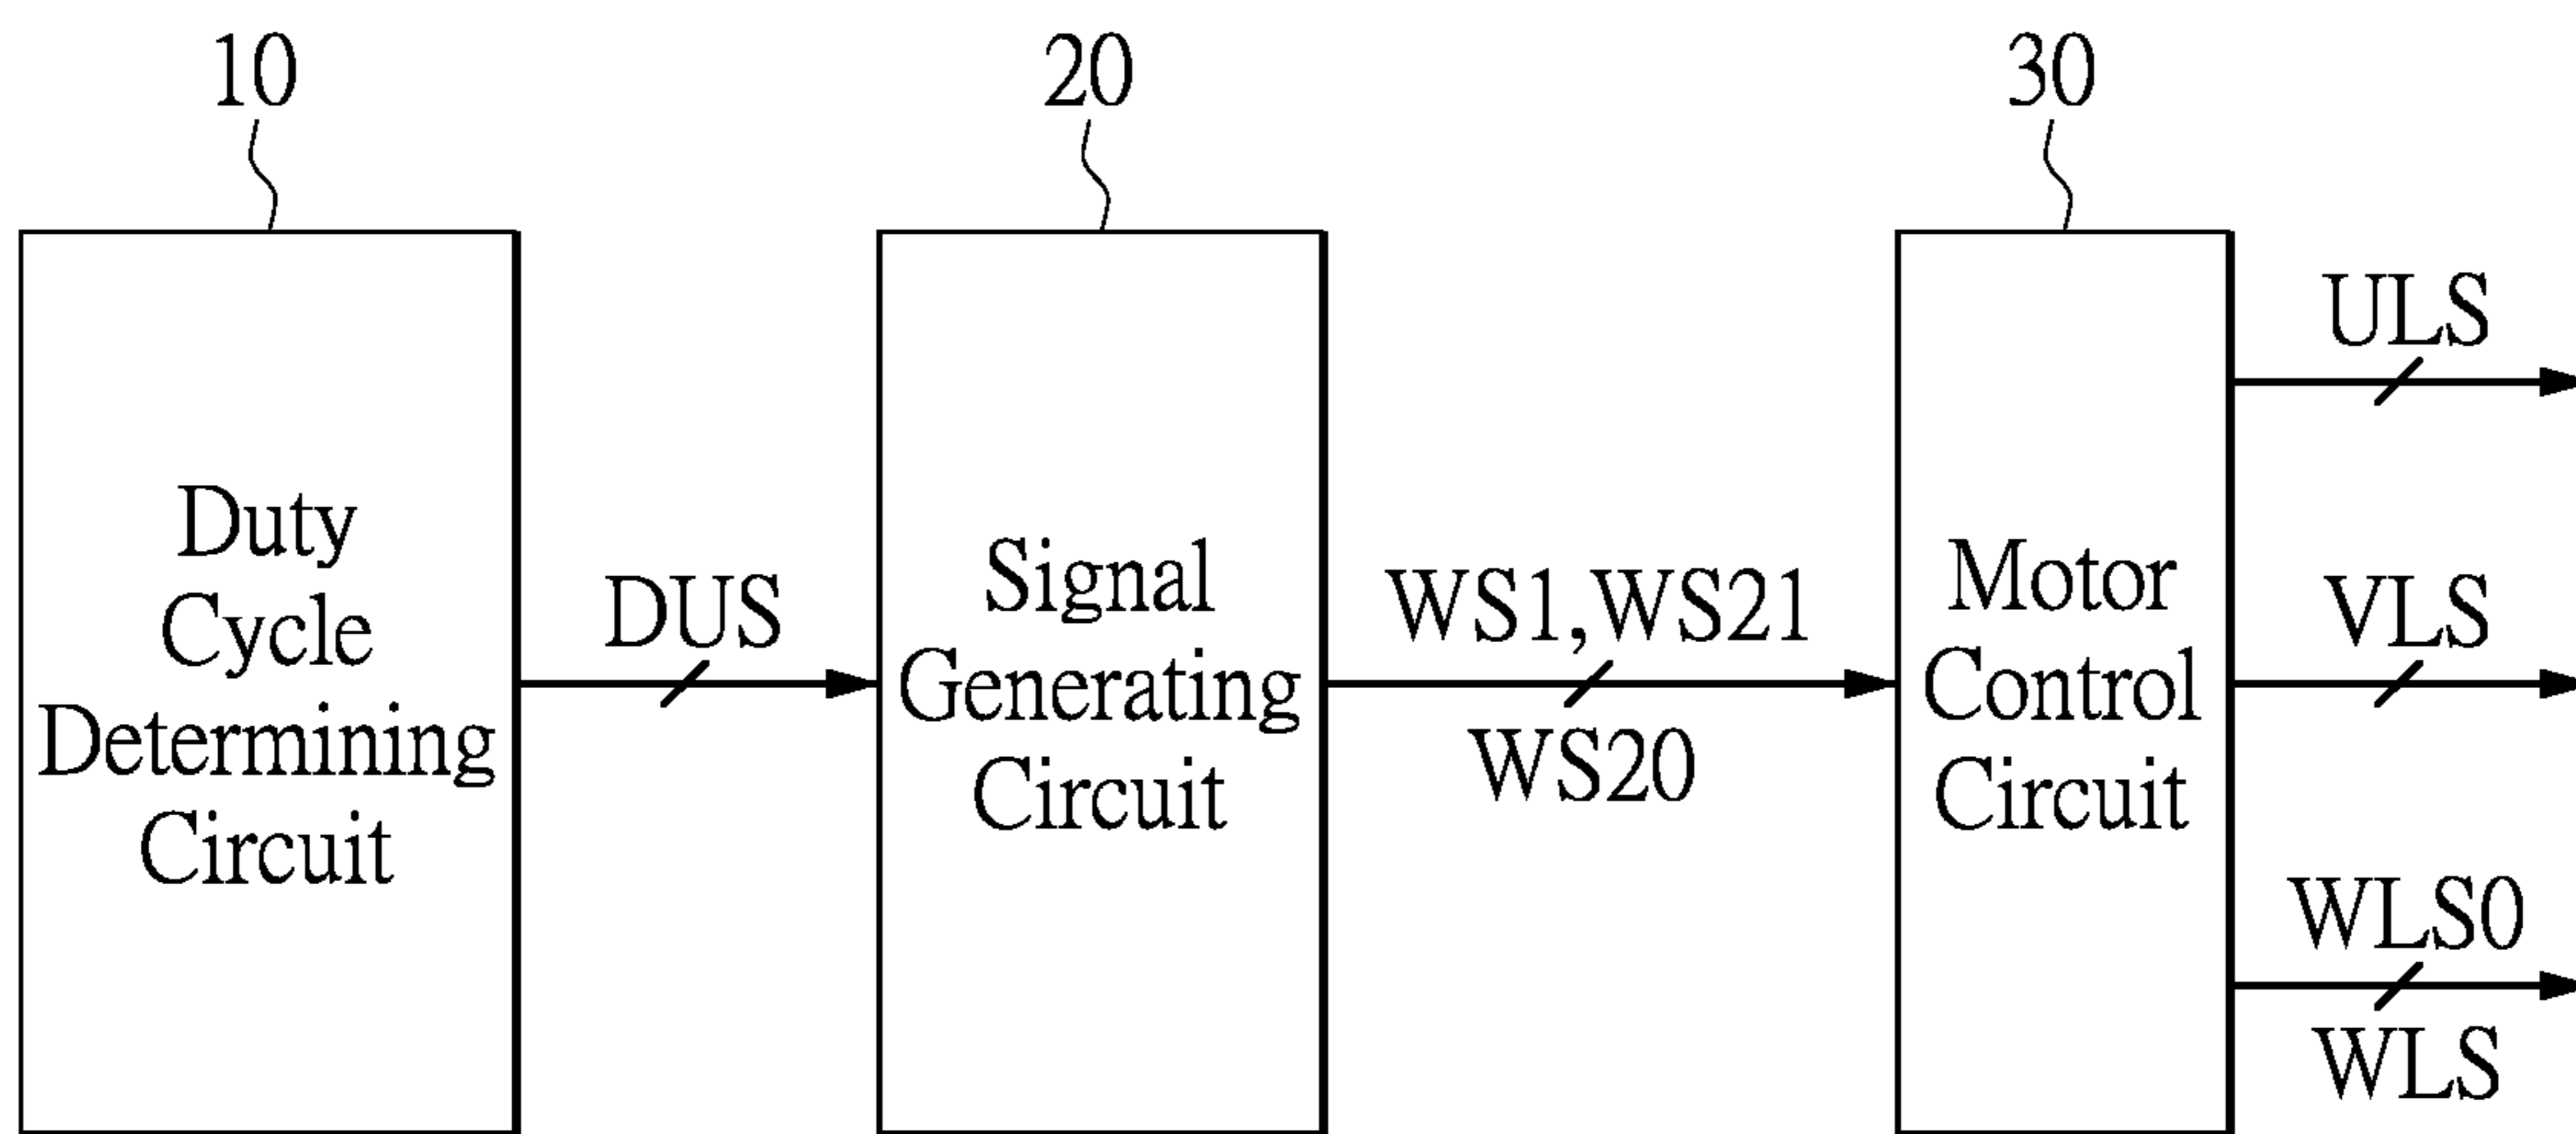 10
20
30
Duty
Cycle
Determining
Circuit
DUS
Signal
Generating
Circuit
WS1,WS21
WS20
Motor
Control
Circuit
ULS
VLS
WLS0
WLS